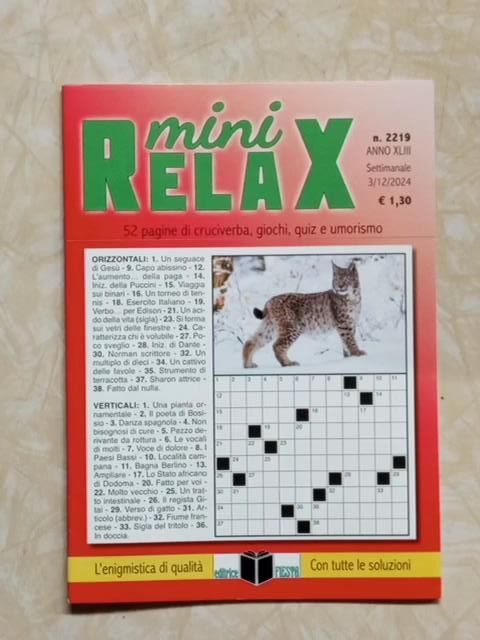 mini
RELAX
n. 2219
ANNO XLIII
Settimanale
3/12/2024
€ 1,30
52 pagine di cruciverba, giochi, quiz e umorismo
ORIZZONTALI: 1. Un seguace
di Gesù - 9. Capo abissino - 12.
L'aumento... della paga - 14.
Iniz. della Puccini - 15. Viaggia
sui binari - 16. Un torneo di ten-
nis - 18. Esercito Italiano - 19.
Verbo... per Edison - 21. Un aci-
do della vita (sigla) - 23. Si forma
sui vetri delle finestre - 24. Ca-
ratterizza chi è volubile - 27. Po-
co sveglio - 28. Iniz. di Dante -
30. Norman scrittore - 32. Un
multiplo di dieci - 34. Un cattivo
delle favole - 35. Strumento di
terracotta - 37. Sharon attrice -
38. Fatto dal nulla.
VERTICALI: 1. Una pianta or-
namentale - 2. Il poeta di Bosi-
sio - 3. Danza spagnola - 4. Non
bisognosi di cure - 5. Pezzo de-
rivante da rottura - 6. Le vocali
di molti - 7. Voce di dolore - 8. I
Paesi Bassi - 10. Località cam-
pana - 11. Bagna Berlino - 13.
Ampliare - 17. Lo Stato africano
di Dodoma - 20. Fatto per voi -
22. Molto vecchio - 25. Un trat-
to intestinale - 26. Il regista Gi-
tai - 29. Verso di gatto - 31. Ar-
ticolo (abbrev.) - 32. Fiume fran-
cese - 33. Sigla del tritolo - 36.
In doccia.
1 2 3 4 5 6 7 8 9 10 11
12 13 14
15 16 17
18 19 20
21 22 23
24 25
26 27 28 29
30 31 32 33
34 35 36
37 38
L'enigmistica di qualità
editrice FIESTA
Con tutte le soluzioni